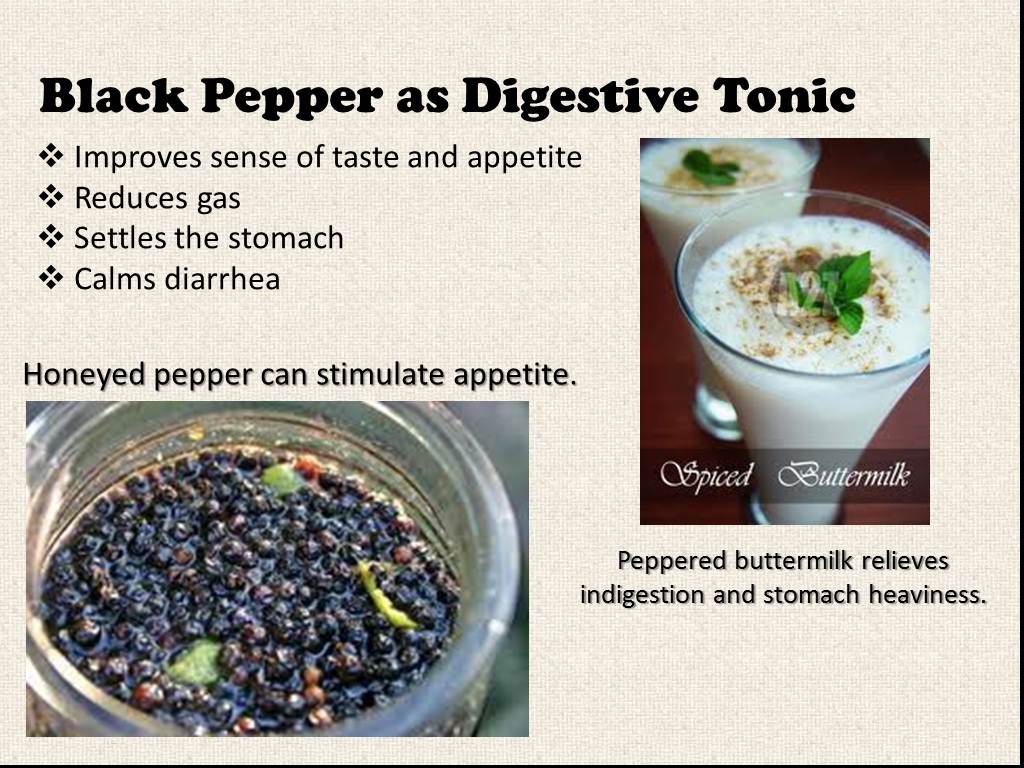 Black Pepper as Digestive Tonic
❖ Improves sense of taste and appetite
❖ Reduces gas
❖ Settles the stomach
❖ Calms diarrhea
Honeyed pepper can stimulate appetite.
Spiced Buttermilk
Peppered buttermilk relieves
indigestion and stomach heaviness.